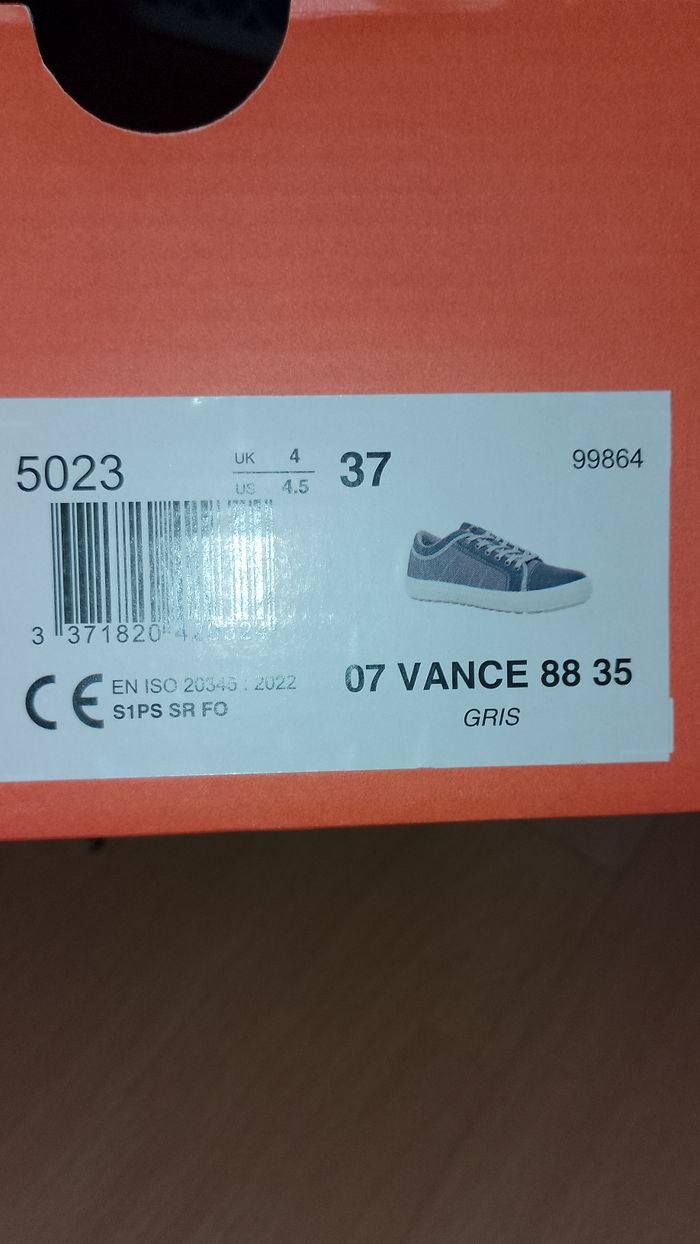 5023
UK 4
US 4.5
37
99864
3 371820
CE EN ISO 20345 : 2022
S1PS SR FO
07 VANCE 88 35
GRIS